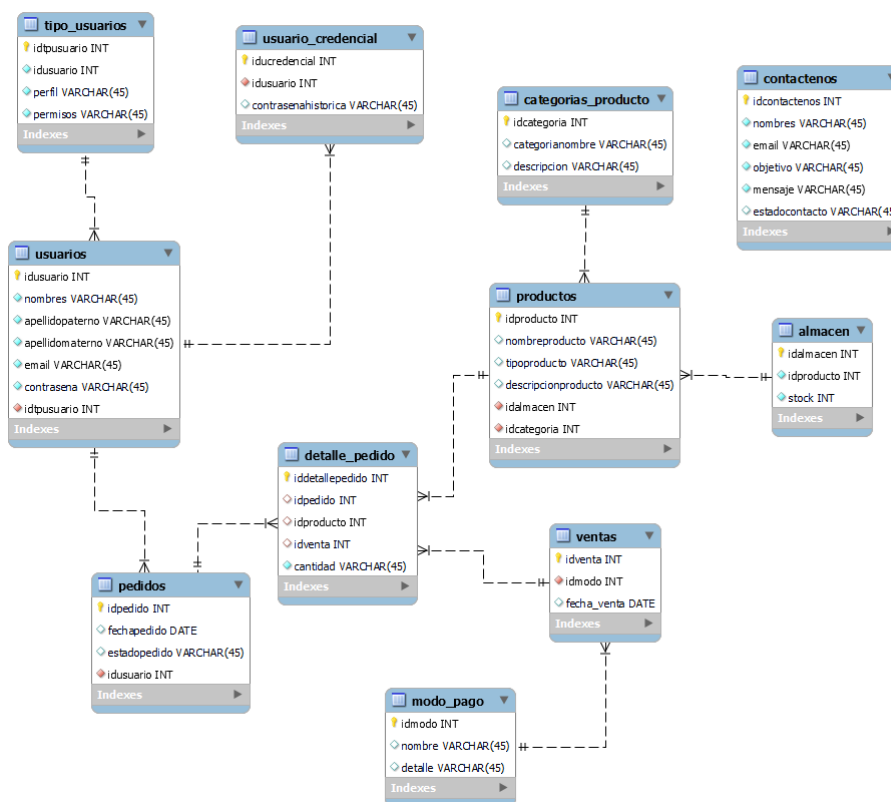 tipo_usuarios
idtpusuario INT
idusuario INT
perfil VARCHAR(45)
permisos VARCHAR(45)
Indexes
usuario_credencial
iducredencial INT
idusuario INT
contrasenahistorica VARCHAR(45)
Indexes
categorias_producto
idcategoria INT
categorianombre VARCHAR(45)
descripcion VARCHAR(45)
Indexes
contactenos
idcontactenos INT
nombres VARCHAR(45)
email VARCHAR(45)
objetivo VARCHAR(45)
mensaje VARCHAR(45)
estadocontacto VARCHAR(45)
Indexes
usuarios
idusuario INT
nombres VARCHAR(45)
apellidopaterno VARCHAR(45)
apellidomaterno VARCHAR(45)
email VARCHAR(45)
contrasena VARCHAR(45)
idtpusuario INT
Indexes
productos
idproducto INT
nombreproducto VARCHAR(45)
tipoproducto VARCHAR(45)
descripcionproducto VARCHAR(45)
idalmacen INT
idcategoria INT
Indexes
almacen
idalmacen INT
idproducto INT
stock INT
Indexes
detalle_pedido
iddetallepedido INT
idpedido INT
idproducto INT
idventa INT
cantidad VARCHAR(45)
Indexes
ventas
idventa INT
idmodo INT
fecha_venta DATE
Indexes
pedidos
idpedido INT
fechapedido DATE
estadopedido VARCHAR(45)
idusuario INT
Indexes
modo_pago
idmodo INT
nombre VARCHAR(45)
detalle VARCHAR(45)
Indexes